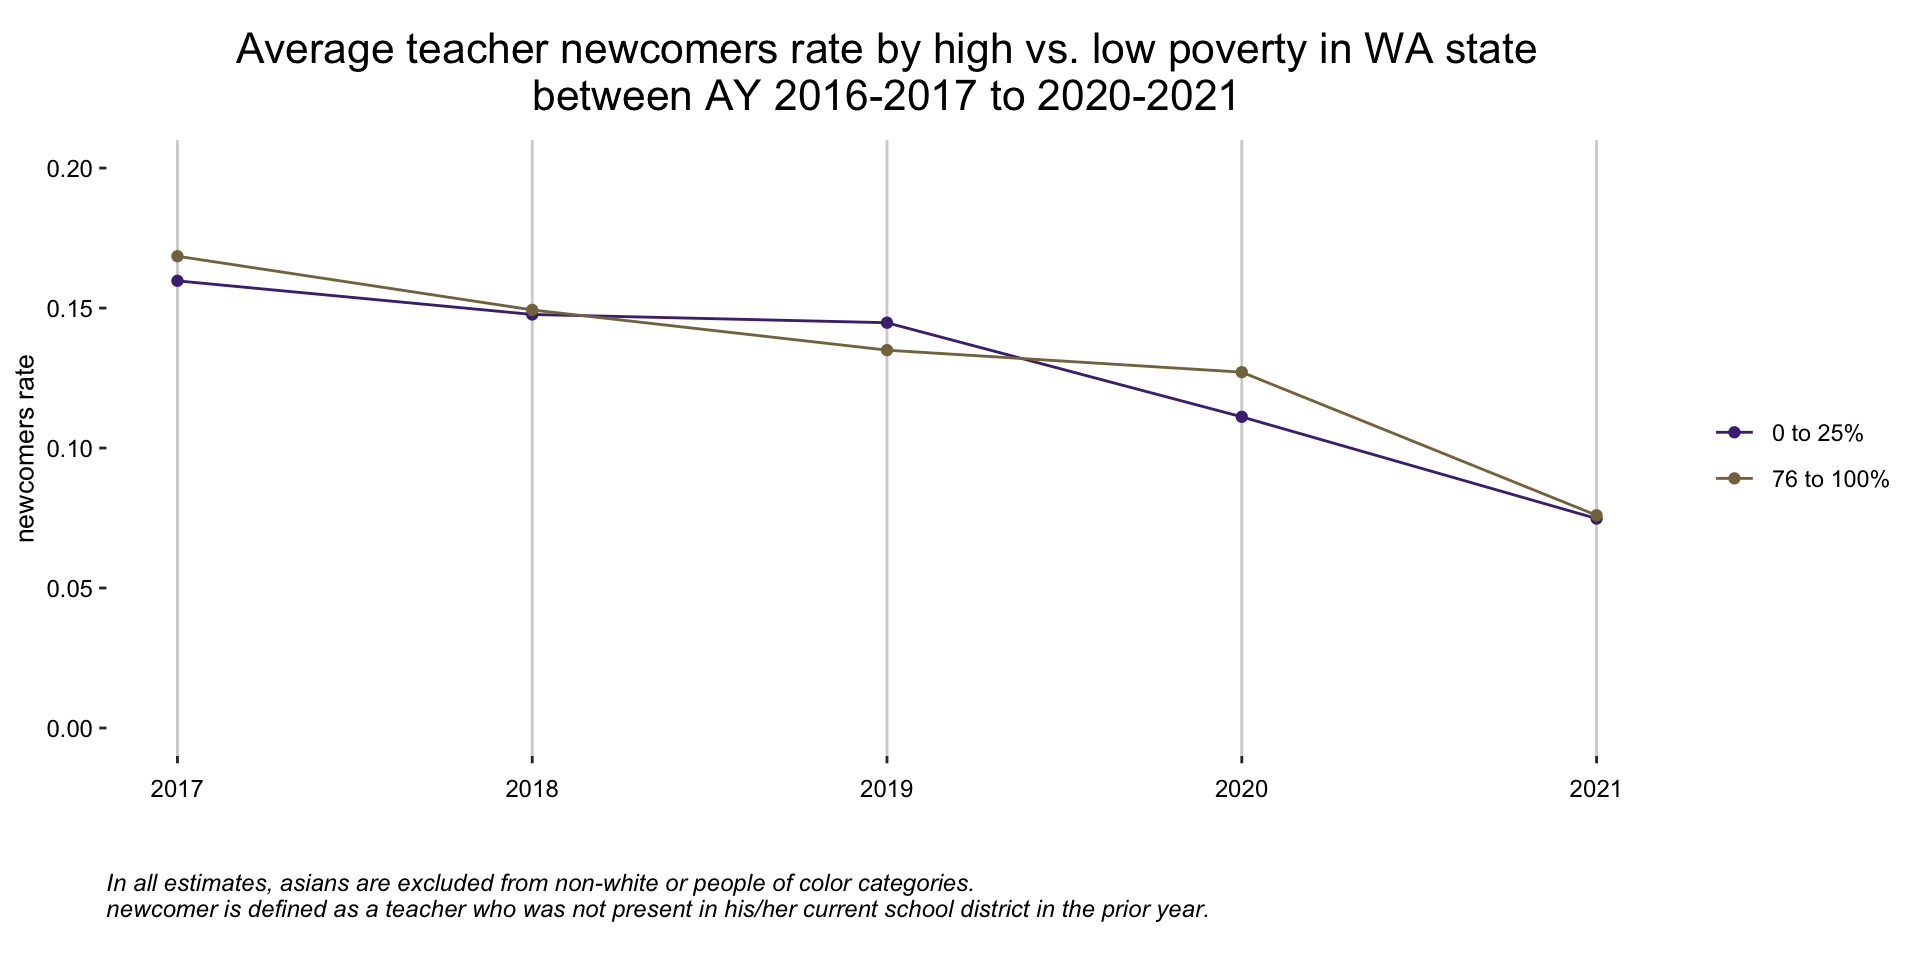 Average teacher newcomers rate by high vs. low poverty in WA state
between AY 2016-2017 to 2020-2021
newcomers rate
0.20
0.15
0.10
0.05
0.00
2017
2018
2019
2020
2021
0 to 25%
76 to 100%
In all estimates, asians are excluded from non-white or people of color categories.
newcomer is defined as a teacher who was not present in his/her current school district in the prior year.